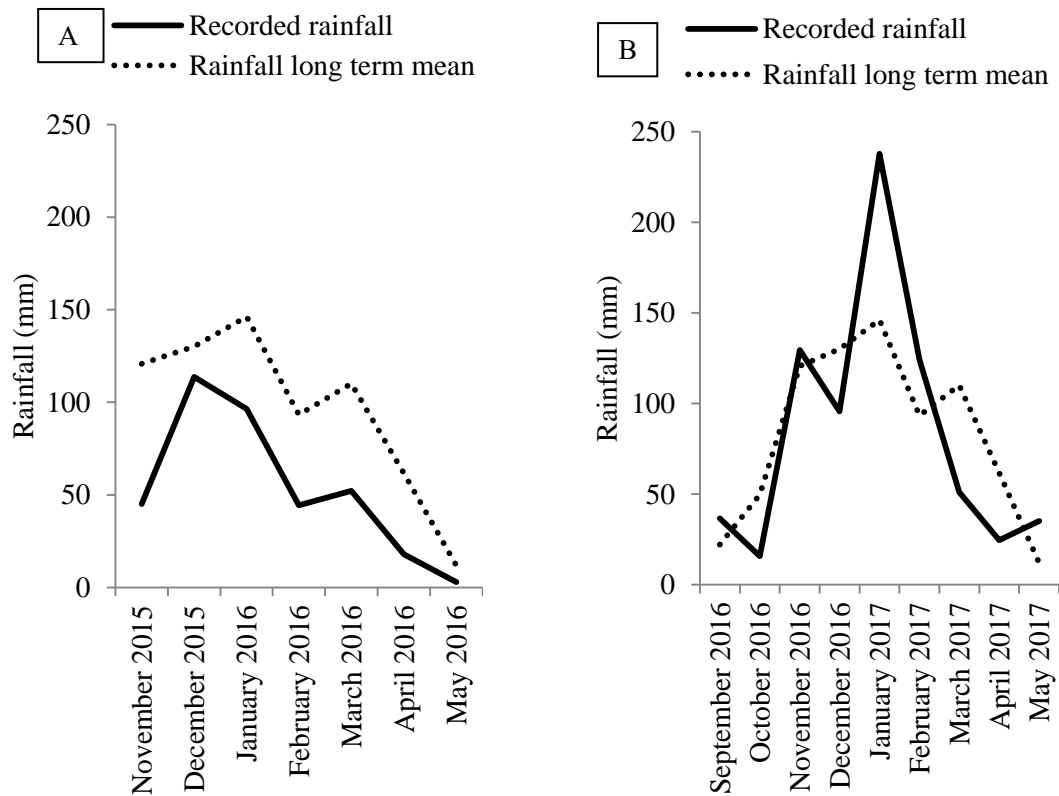 A
Recorded rainfall
Rainfall long term mean
Rainfall (mm)
250
200
150
100
50
0
November 2015
December 2015
January 2016
February 2016
March 2016
April 2016
May 2016
B
Recorded rainfall
Rainfall long term mean
Rainfall (mm)
250
200
150
100
50
0
September 2016
October 2016
November 2016
December 2016
January 2017
February 2017
March 2017
April 2017
May 2017